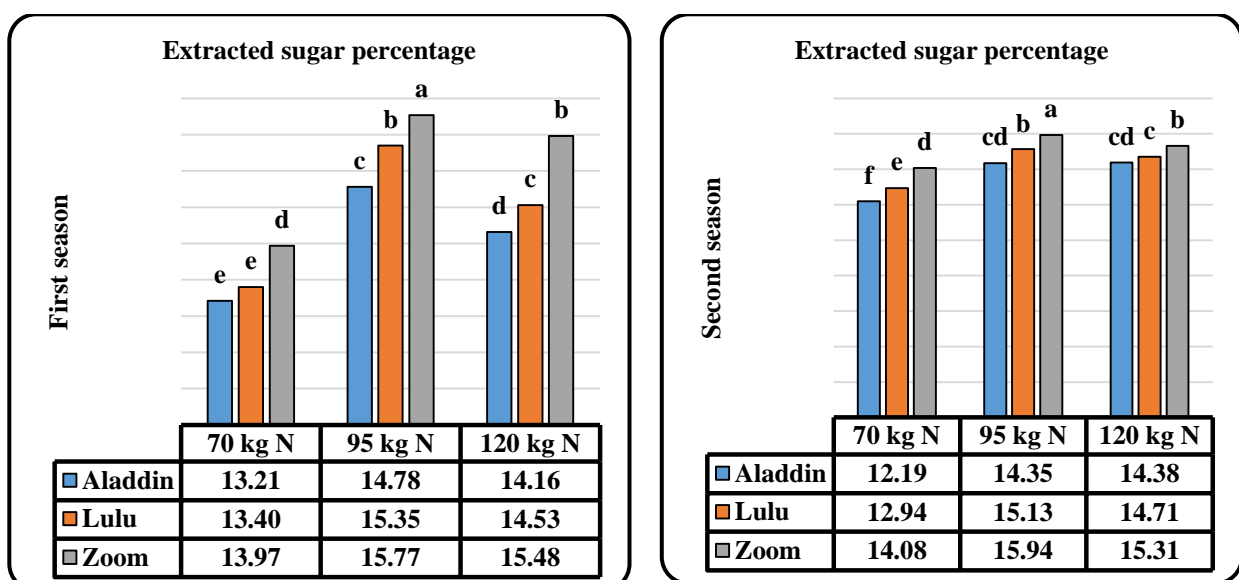 Extracted sugar percentage
First season
a
b
b
c
c
d
d
e
e
70 kg N 95 kg N 120 kg N
Aladdin 13.21 14.78 14.16
Lulu 13.40 15.35 14.53
Zoom 13.97 15.77 15.48
Extracted sugar percentage
Second season
f e d cd b a cd c b
70 kg N 95 kg N 120 kg N
Aladdin 12.19 14.35 14.38
Lulu 12.94 15.13 14.71
Zoom 14.08 15.94 15.31